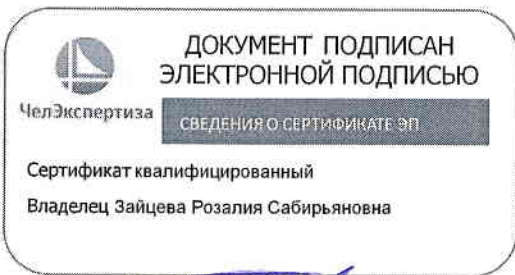 ДОКУМЕНТ ПОДПИСАН
ЭЛЕКТРОННОЙ ПОДПИСЬЮ
ЧелЭкспертиза
СВЕДЕНИЯ О СЕРТИФИКАТЕ ЭП
Сертификат квалифицированный
Владелец Зайцева Розалия Сабирьяновна